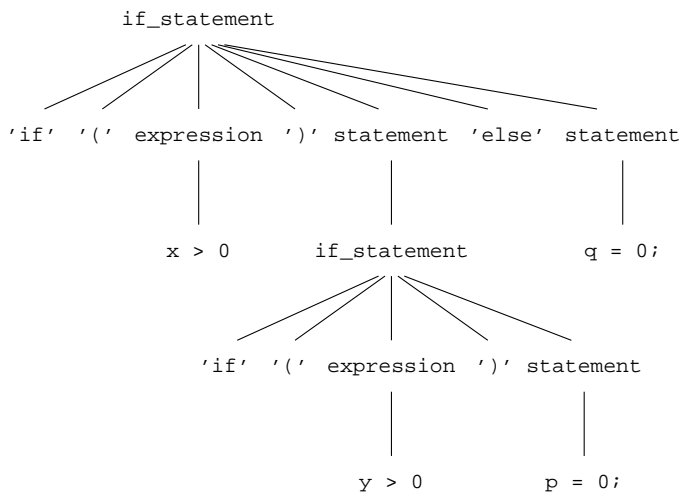 if_statement
'if' '(' expression ')' statement 'else' statement
x > 0 if_statement q = 0;
'if' '(' expression ')' statement
y > 0 p = 0;